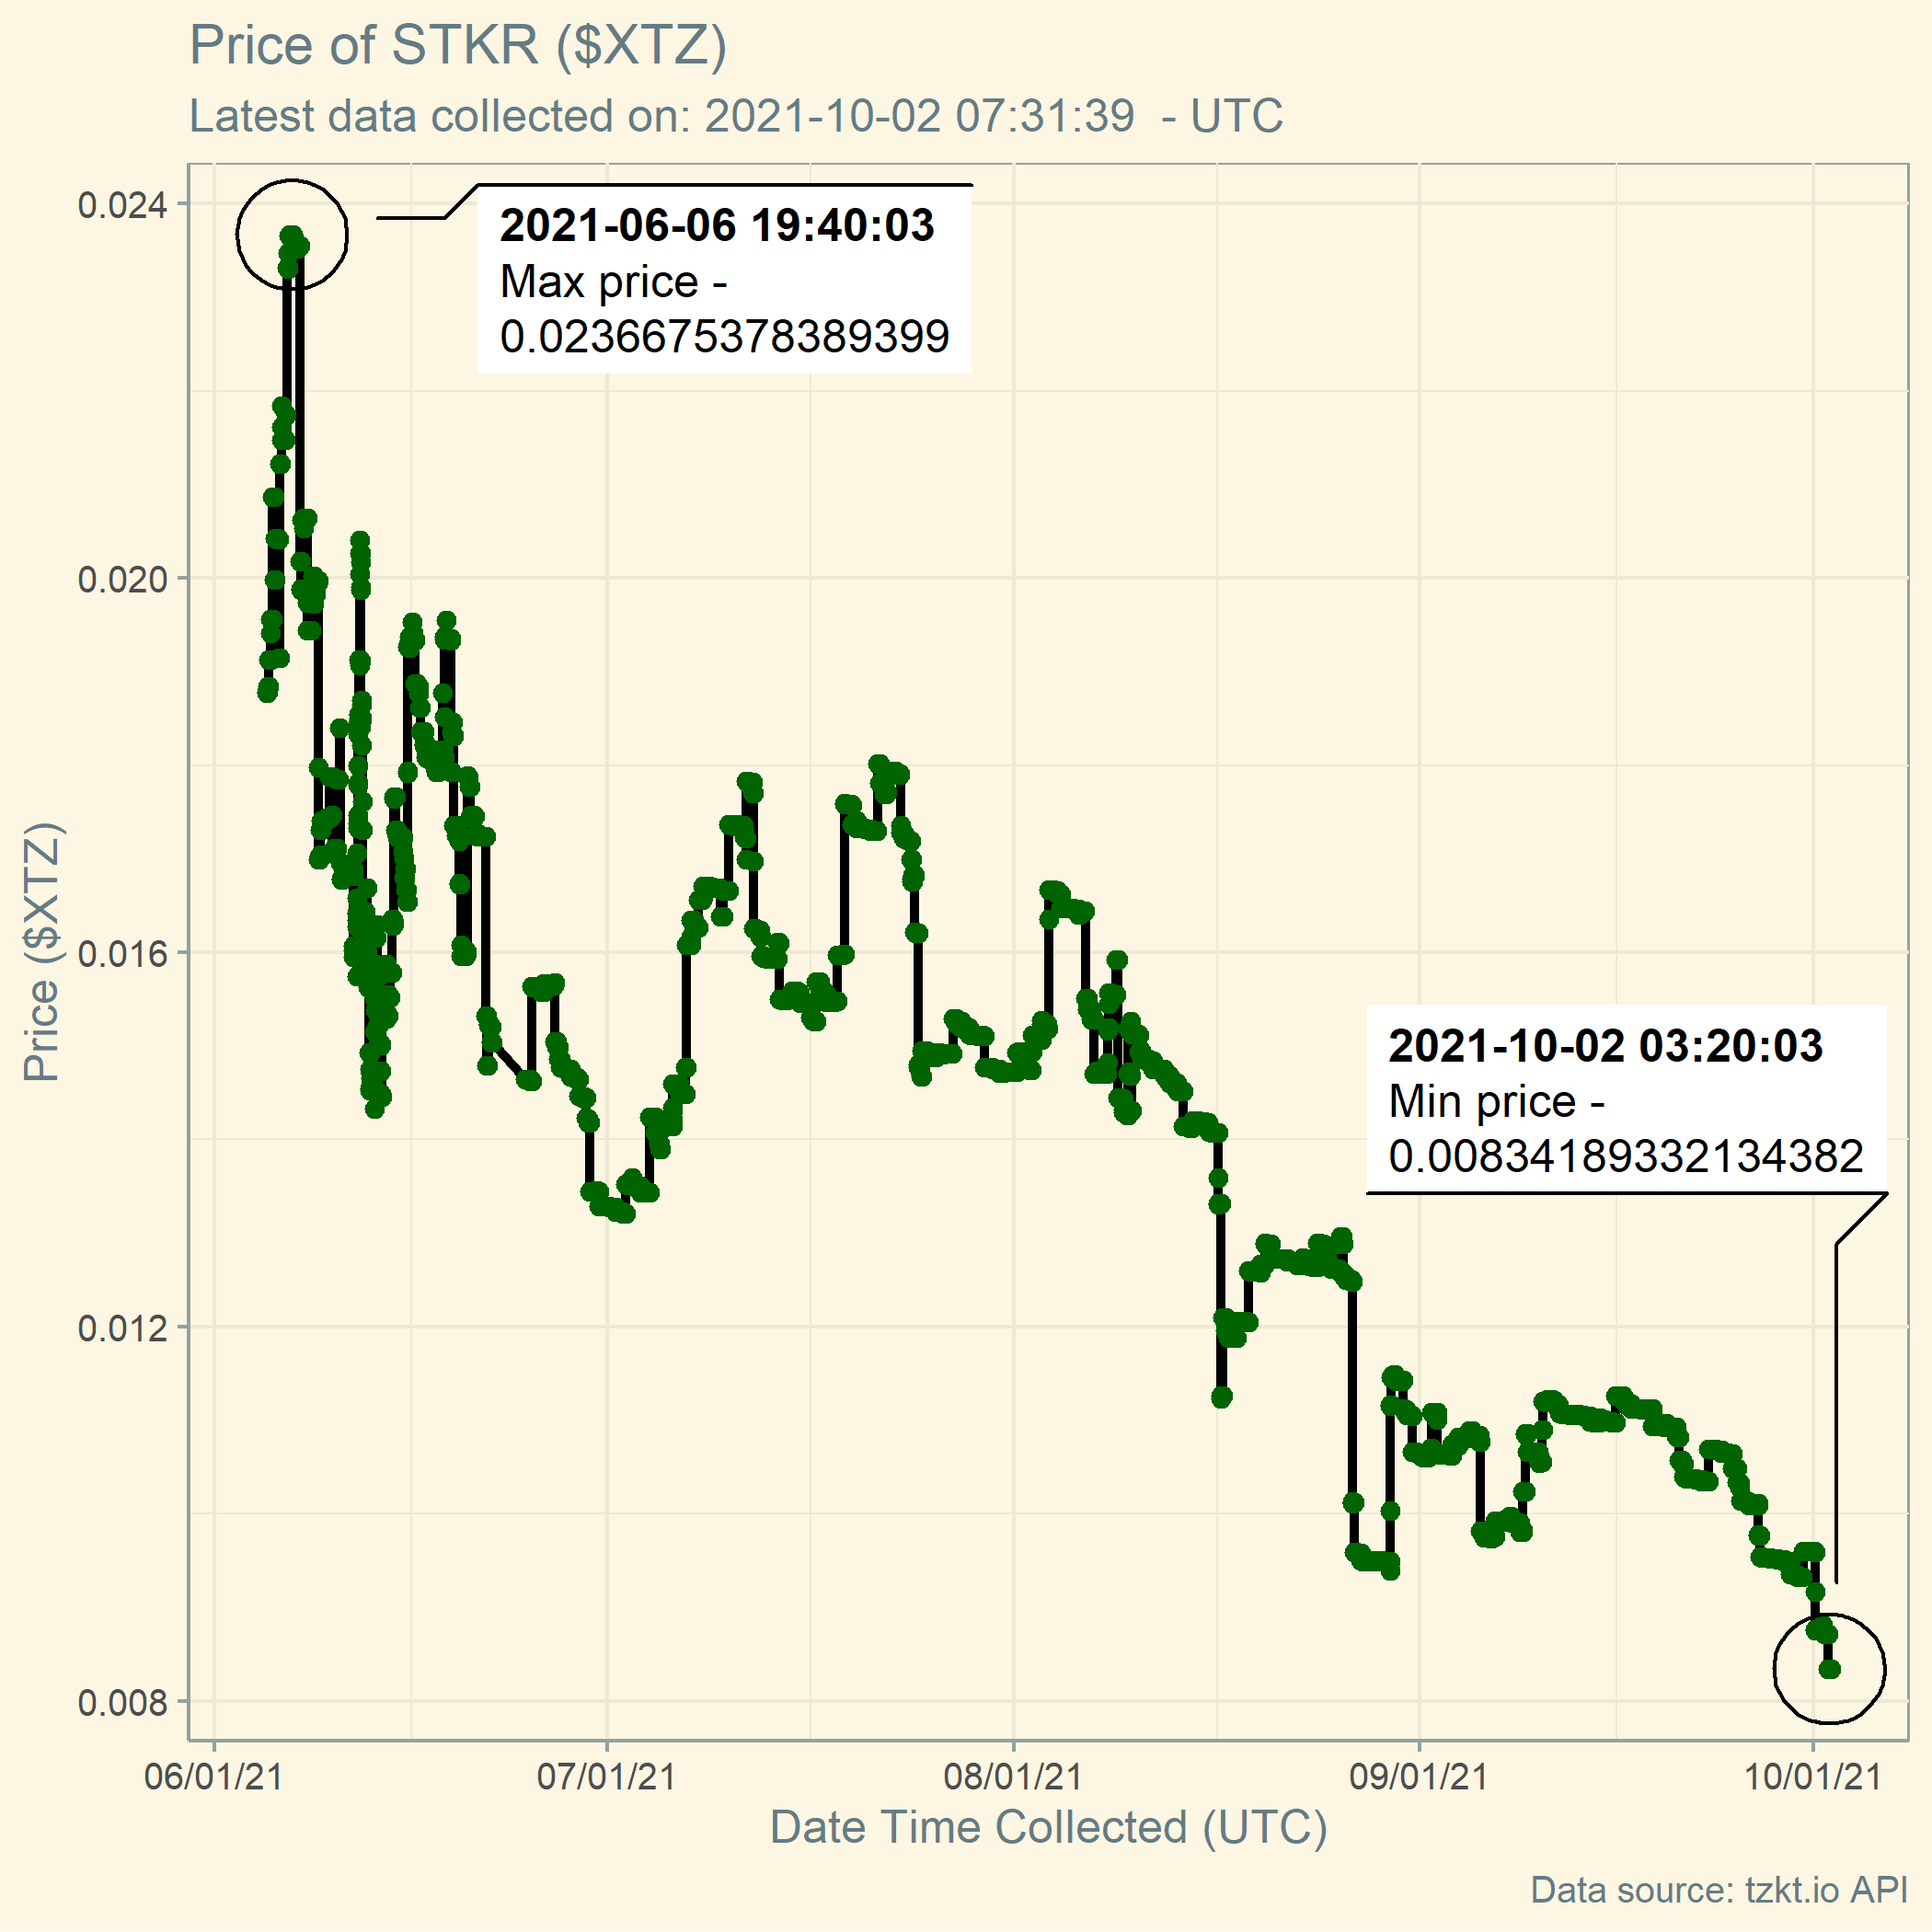 Price of STKR ($XTZ)
Latest data collected on: 2021-10-02 07:31:39  - UTC
0.024
0.020
0.016
0.012
0.008
Price ($XTZ)
2021-06-06 19:40:03
Max price -
0.0236675378389399
2021-10-02 03:20:03
Min price -
0.00834189332134382
06/01/21
07/01/21
08/01/21
09/01/21
10/01/21
Date Time Collected (UTC)
Data source: tzkt.io API